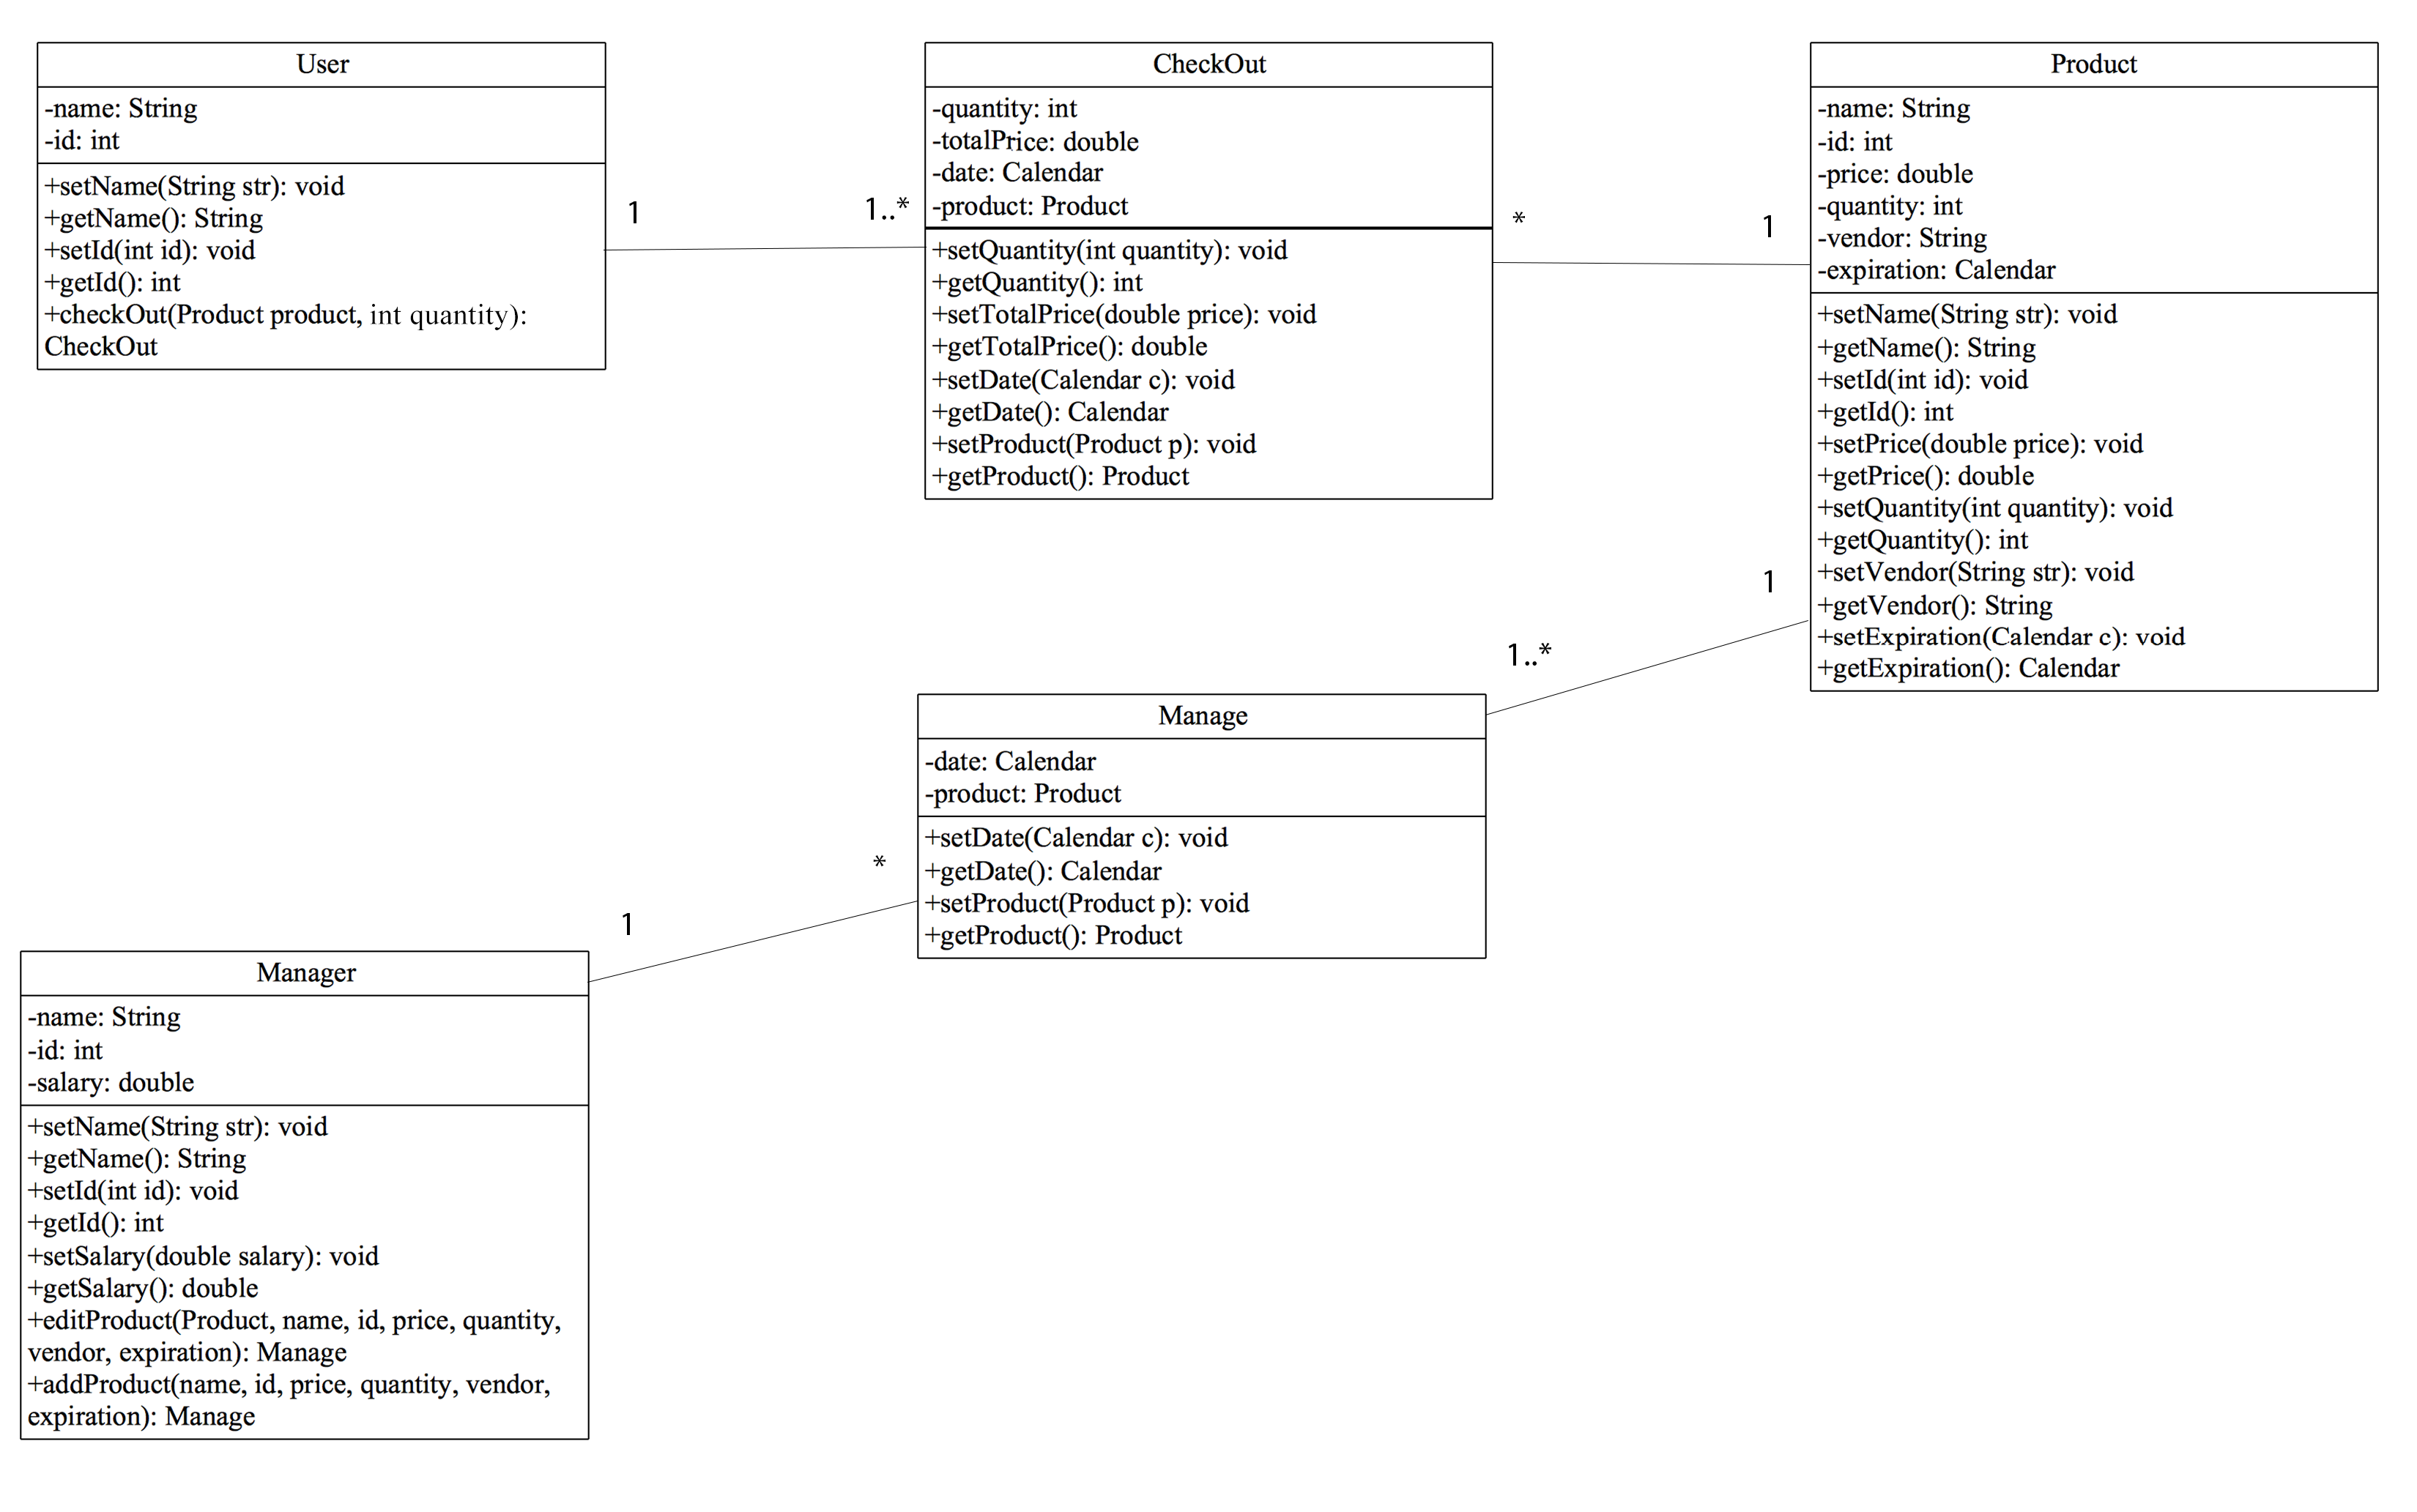 User
-name: String
-id: int
+setName(String str): void
+getName(): String
+setId(int id): void
+getId(): int
+checkOut(Product product, int quantity):
CheckOut
1
1..*
CheckOut
-quantity: int
-totalPrice: double
-date: Calendar
-product: Product
+setQuantity(int quantity): void
+getQuantity(): int
+setTotalPrice(double price): void
+getTotalPrice(): double
+setDate(Calendar c): void
+getDate(): Calendar
+setProduct(Product p): void
+getProduct(): Product
*
1
Product
-name: String
-id: int
-price: double
-quantity: int
-vendor: String
-expiration: Calendar
+setName(String str): void
+getName(): String
+setId(int id): void
+getId(): int
+setPrice(double price): void
+getPrice(): double
+setQuantity(int quantity): void
+getQuantity(): int
+setVendor(String str): void
+getVendor(): String
+setExpiration(Calendar c): void
+getExpiration(): Calendar
1
1..*
Manage
-date: Calendar
-product: Product
+setDate(Calendar c): void
+getDate(): Calendar
+setProduct(Product p): void
+getProduct(): Product
*
1
Manager
-name: String
-id: int
-salary: double
+setName(String str): void
+getName(): String
+setId(int id): void
+getId(): int
+setSalary(double salary): void
+getSalary(): double
+editProduct(Product, name, id, price, quantity,
vendor, expiration): Manage
+addProduct(name, id, price, quantity, vendor,
expiration): Manage